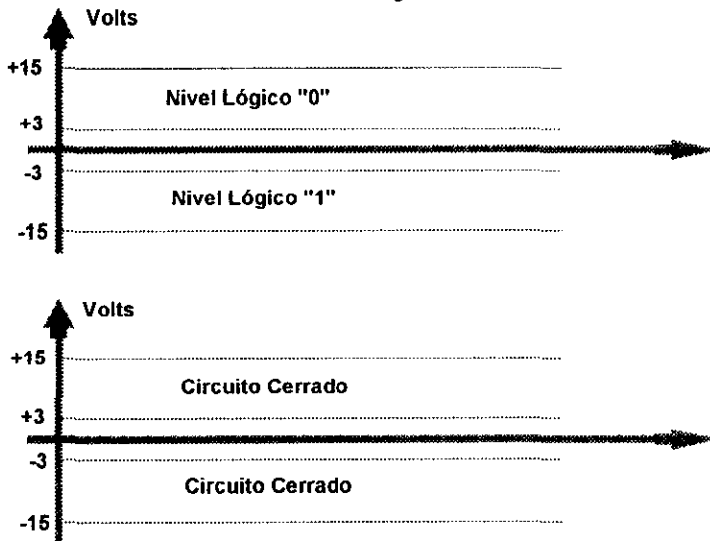 Volts
+15
Nivel Lógico "0"
+3
-3
Nivel Lógico "1"
-15
Volts
+15
Circuito Cerrado
+3
-3
Circuito Cerrado
-15